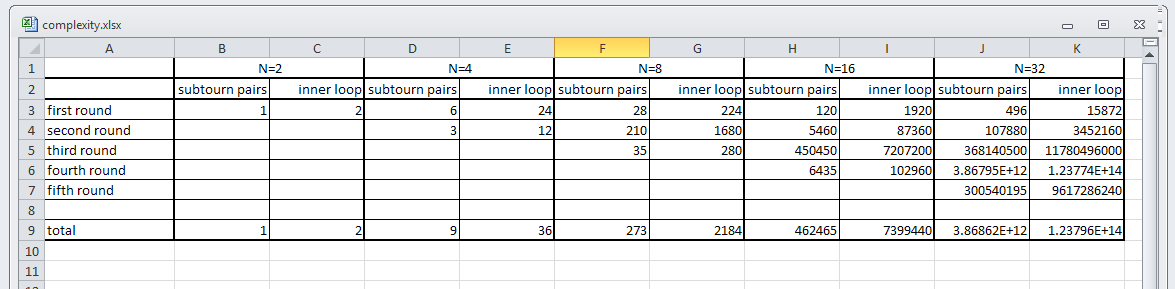 complexity.xlsx
A B C D E F G H I J K
1 N=2 N=4 N=8 N=16 N=32
2 subtourn pairs inner loop subtourn pairs inner loop subtourn pairs inner loop subtourn pairs inner loop subtourn pairs inner loop
3 first round 1 2 6 24 28 224 120 1920 496 15872
4 second round 3 12 210 1680 5460 87360 107880 3452160
5 third round 35 280 450450 7207200 368140500 11780496000
6 fourth round 6435 102960 3.86795E+12 1.23774E+14
7 fifth round 300540195 9617286240
8
9 total 1 2 9 36 273 2184 462465 7399440 3.86862E+12 1.23796E+14
10
11
12